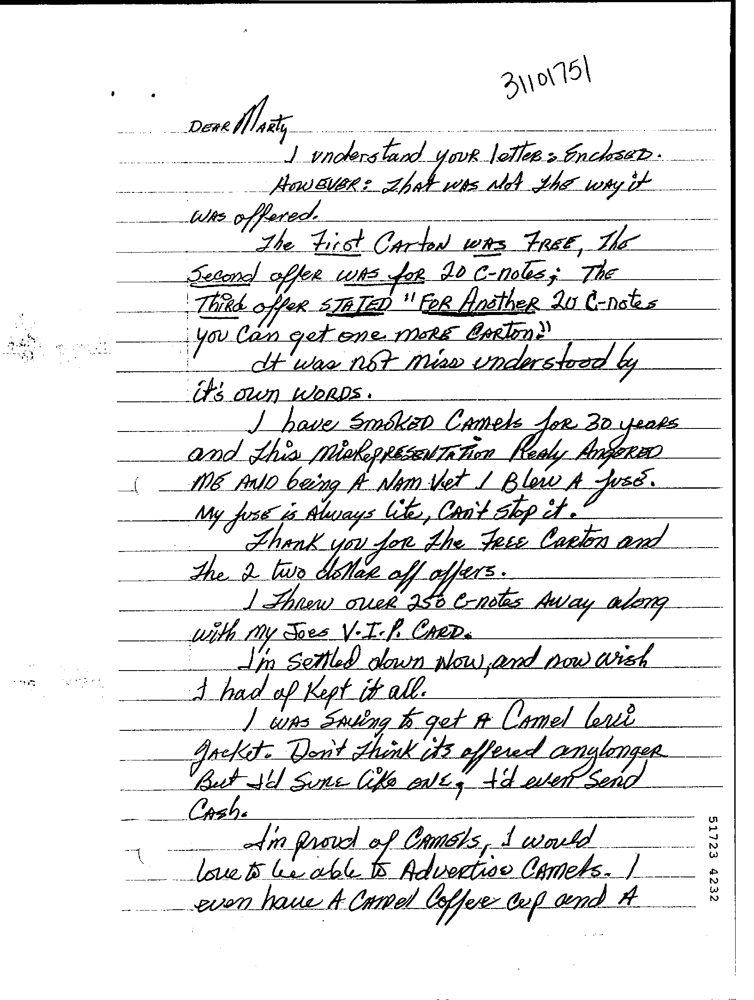 31101751
DEAR MARTY
I understand your letter; Enclosed.
HOWEVER: That was Not the way it
was offered.
The First Carton was FREE, The
Second offer was for 20 C-notes; The
Third offer STATED "FOR Another 20 C-notes
you can get one more CARTON!"
It was not miss understood by
it's own WORDS.
I have SMOKED CAMELS for 30 years
and this misrepresentation Realy ANGERED
ME AND being A NAM Vet I Blew A fuse.
My fuse is Always lite, CAN'T stop it.
Thank you for the FREE Carton and
the 2 two dollar off offers.
I Threw over 250 C-notes Away along
with my Joes V.I.P. CARD.
I'm settled down Now, and now wish
I had of Kept it all.
I was SAVING to get A Camel levi
Jacket. Don't think it's offered anylonger
But I'd Sure like one, I'd even Send
Cash.
I'm proud of CAMELS, I would
love to be able to Advertise CAMELS. I
even have A CAMEL Coffee cup and A
51723 4232